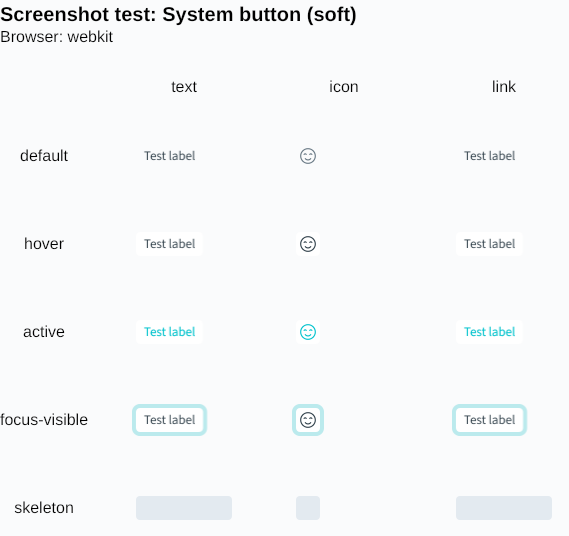 Screenshot test: System button (soft)
Browser: webkit
text icon link
default Test label Test label
hover Test label Test label
active Test label Test label
focus-visible Test label Test label
skeleton